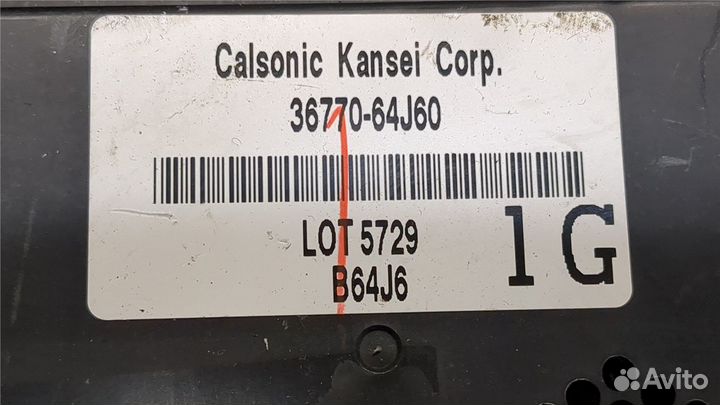 Calsonic Kansei Corp.
36770-64J60
LOT 5729
B64J6
1G
Avito